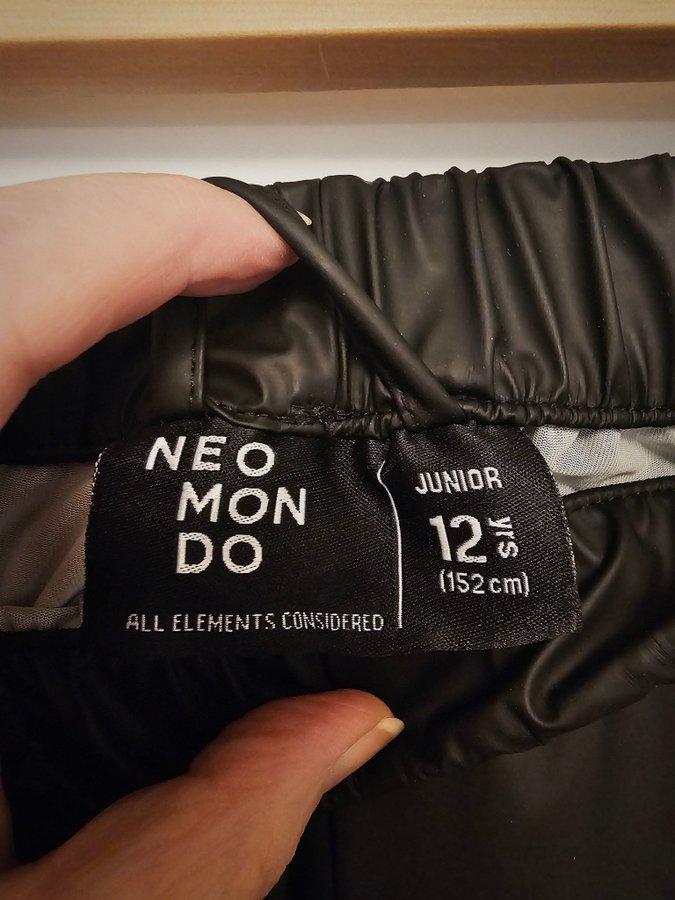 NEO
MON
DO
ALL ELEMENTS CONSIDERED
JUNIOR
12 yrs
(152 cm)